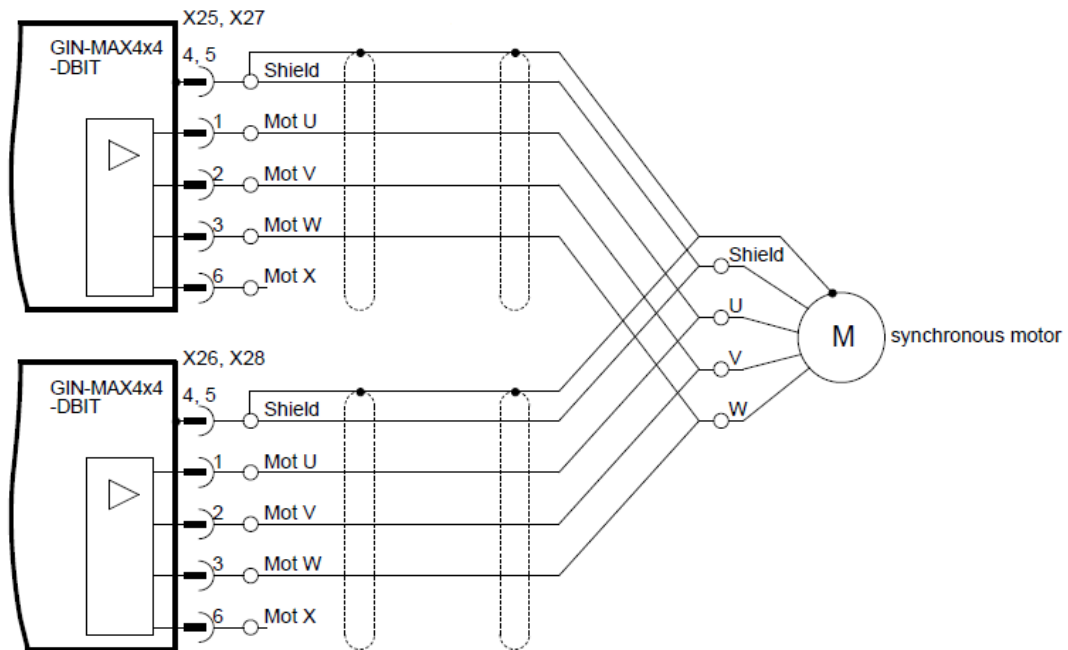 X25, X27
GIN-MAX4x4
-DBIT
4, 5
Shield
1
Mot U
2
Mot V
3
Mot W
6
Mot X
Shield
U
V
W
M
synchronous motor
X26, X28
GIN-MAX4x4
-DBIT
4, 5
Shield
1
Mot U
2
Mot V
3
Mot W
6
Mot X